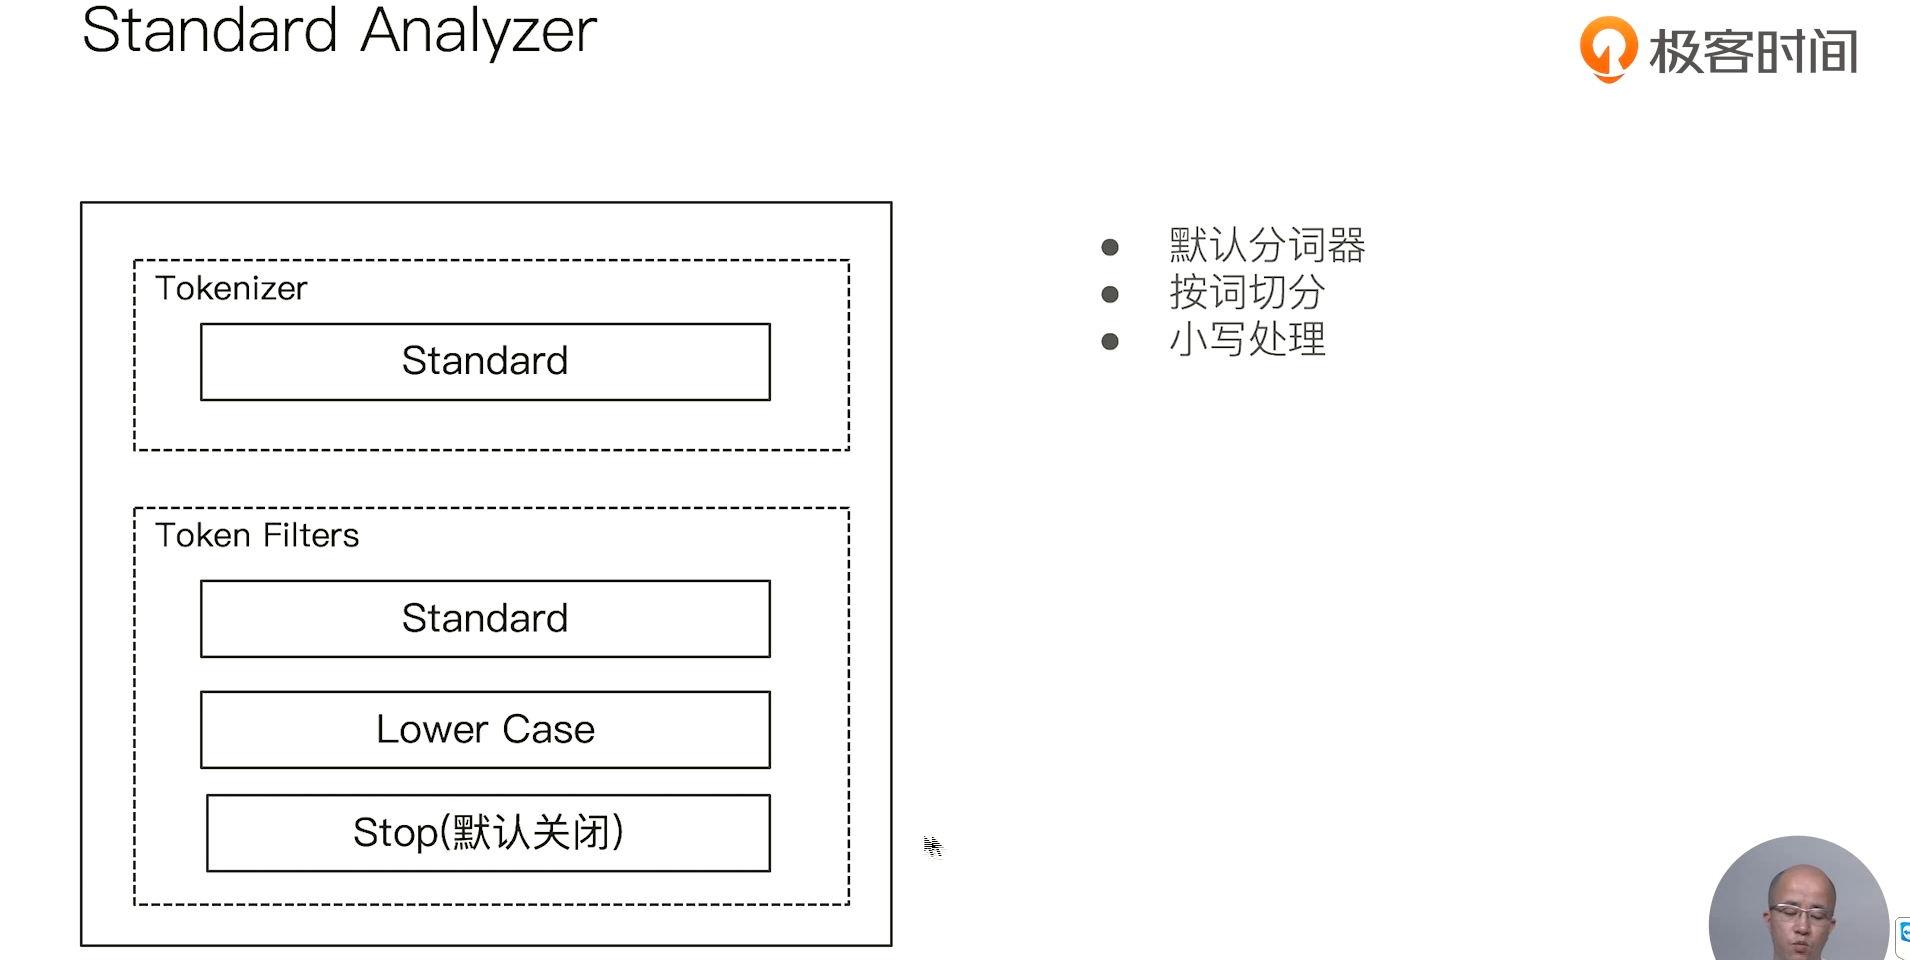 Standard Analyzer
极客时间
Tokenizer
Standard
Token Filters
Standard
Lower Case
Stop(默认关闭)
默认分词器
按词切分
小写处理